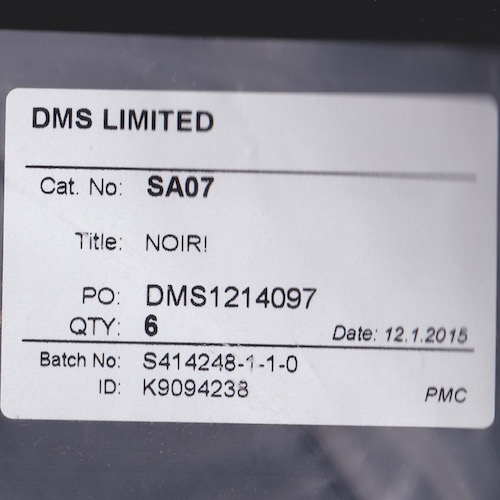 DMS LIMITED
Cat. No: SA07
Title: NOIR!
PO: DMS1214097
QTY: 6 Date: 12.1.2015
Batch No: S414248-1-1-0
ID: K9094238 PMC